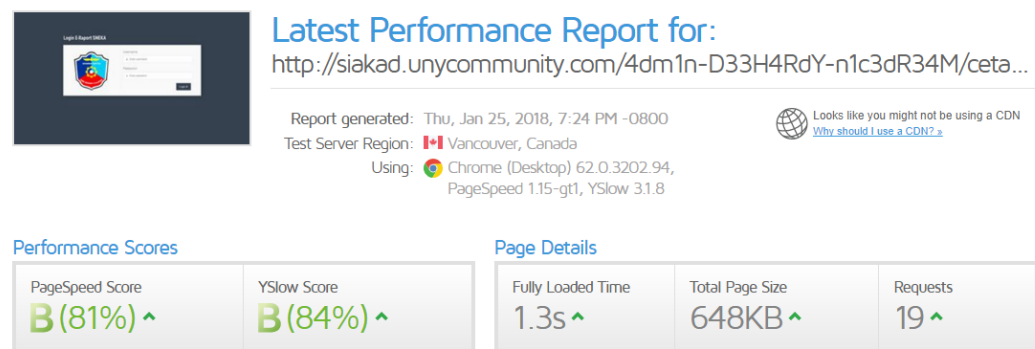 Login E-Raport SMEKA
Latest Performance Report for:
http://siakad.unycommunity.com/4dm1n-D33H4RdY-n1c3dR34M/ceta...
Report generated: Thu, Jan 25, 2018, 7:24 PM -0800
Test Server Region: Vancouver, Canada
Using: Chrome (Desktop) 62.0.3202.94,
PageSpeed 1.15-gt1, YSlow 3.1.8
Looks like you might not be using a CDN
Why should I use a CDN? »
Performance Scores
PageSpeed Score
B (81%)
YSlow Score
B (84%)
Page Details
Fully Loaded Time
1.3s
Total Page Size
648KB
Requests
19